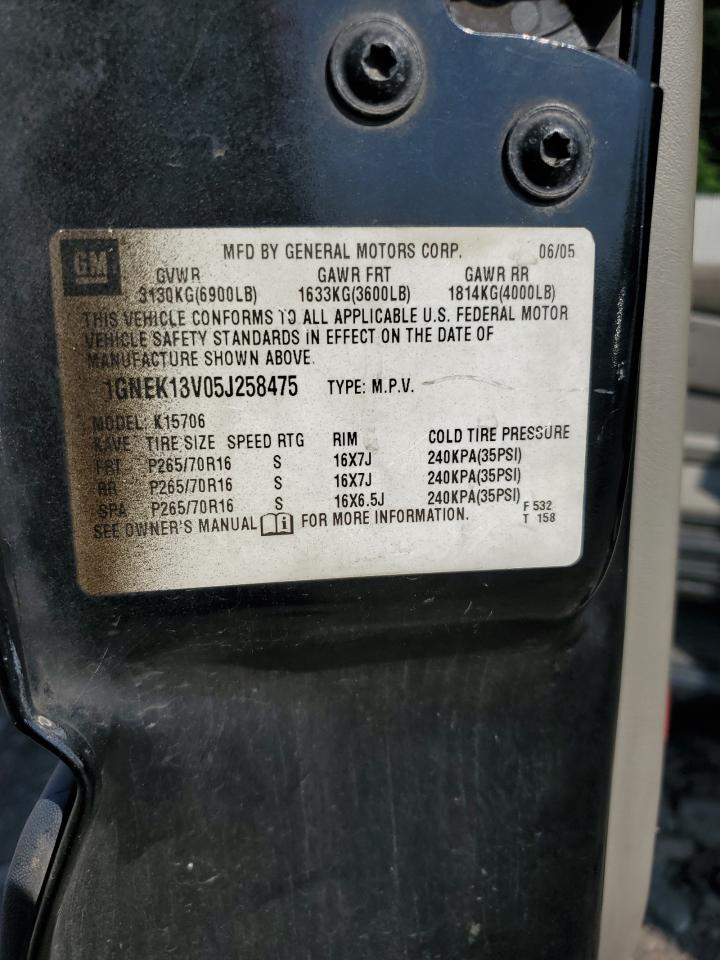 GM
MFD BY GENERAL MOTORS CORP. 06/05
GVWR GAWR FRT GAWR RR
3130KG(6900LB) 1633KG(3600LB) 1814KG(4000LB)
THIS VEHICLE CONFORMS TO ALL APPLICABLE U.S. FEDERAL MOTOR
VEHICLE SAFETY STANDARDS IN EFFECT ON THE DATE OF
MANUFACTURE SHOWN ABOVE.
1GNEK13V05J258475 TYPE: M.P.V.
MODEL: K15706
KAVE TIRE SIZE SPEED RTG RIM COLD TIRE PRESSURE
FRT P265/70R16 S 16X7J 240KPA(35PSI)
RR P265/70R16 S 16X7J 240KPA(35PSI)
SPA P265/70R16 S 16X6.5J 240KPA(35PSI)
SEE OWNER'S MANUAL FOR MORE INFORMATION.
F 532
T 158